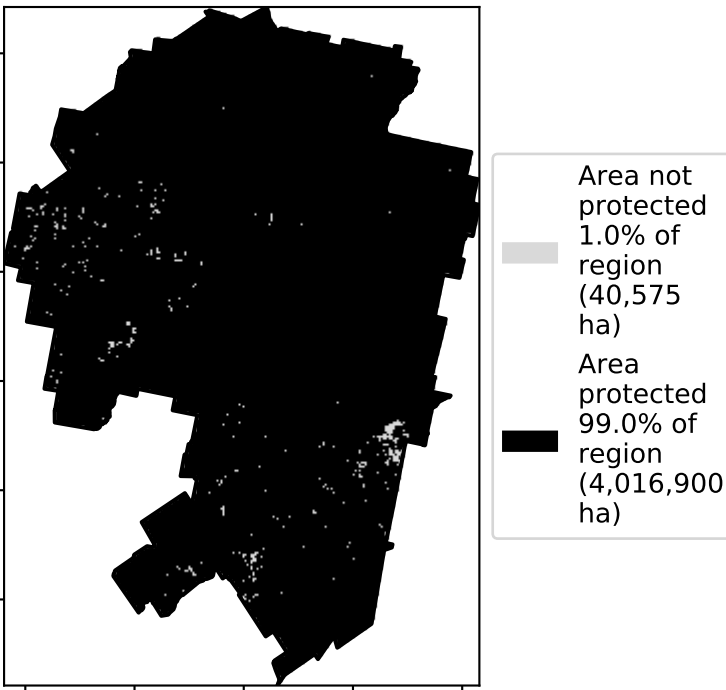 Area not
protected
1.0% of
region
(40,575
ha)
Area
protected
99.0% of
region
(4,016,900
ha)